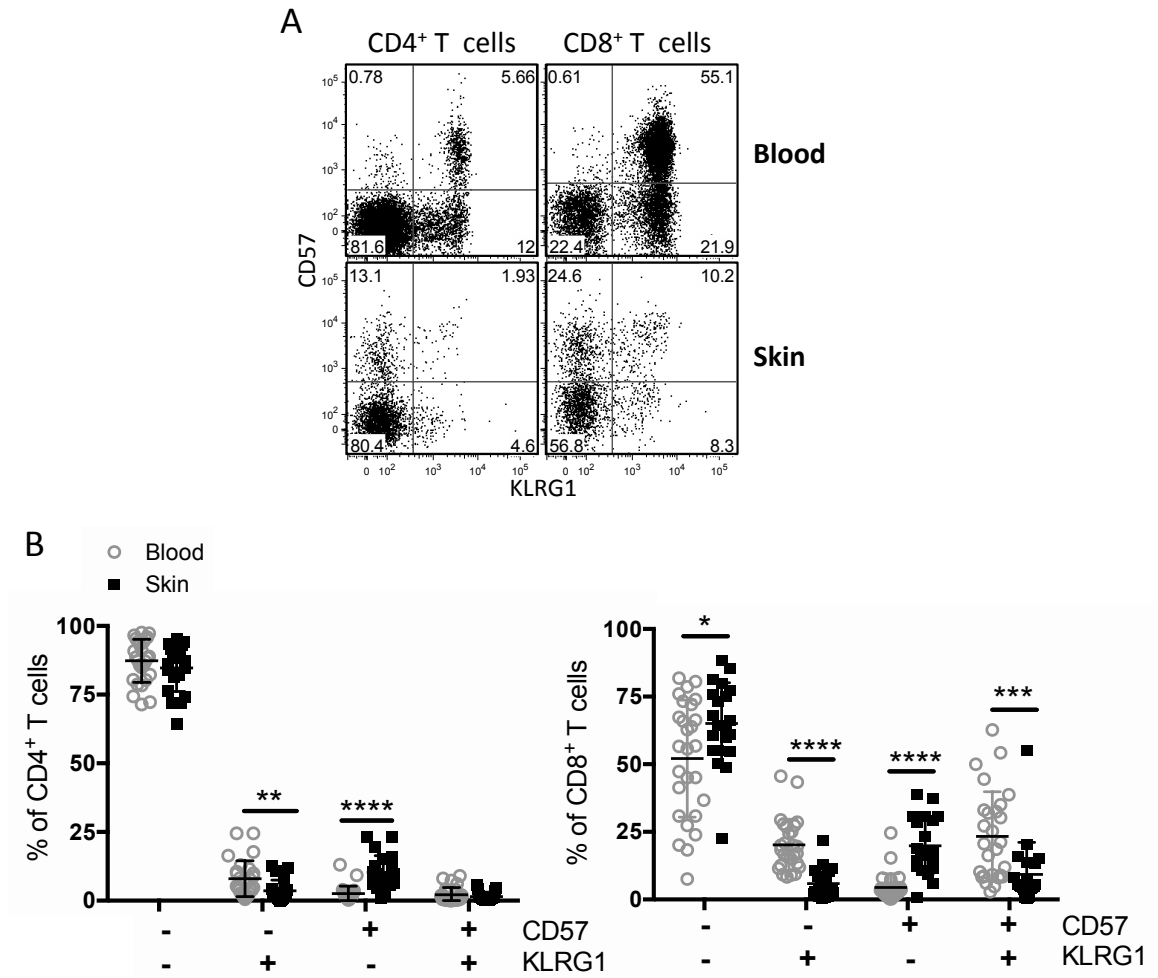 A
CD4⁺ T cells CD8⁺ T cells
0.78 5.66 0.61 55.1
10⁵
10⁴
10³
10²
0
81.6 12 22.4 21.9
Blood
CD57
13.1 1.93 24.6 10.2
10⁵
10⁴
10³
10²
0
80.4 4.6 56.8 8.3
Skin
0 10² 10³ 10⁴ 10⁵ 0 10² 10³ 10⁴ 10⁵
KLRG1
B
Blood
Skin
% of CD4⁺ T cells
100
75
50
25
0
** ****
- - + +
- + - +
CD57
KLRG1
% of CD8⁺ T cells
100
75
50
25
0
* **** **** ***
- - + + CD57
- + - + KLRG1